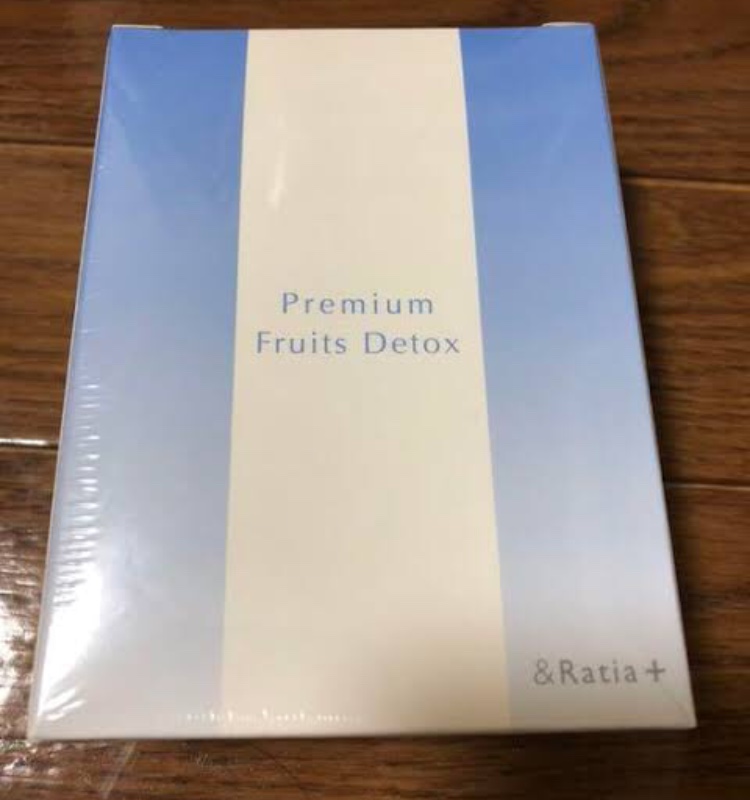 Premium
Fruits Detox
&Ratia+